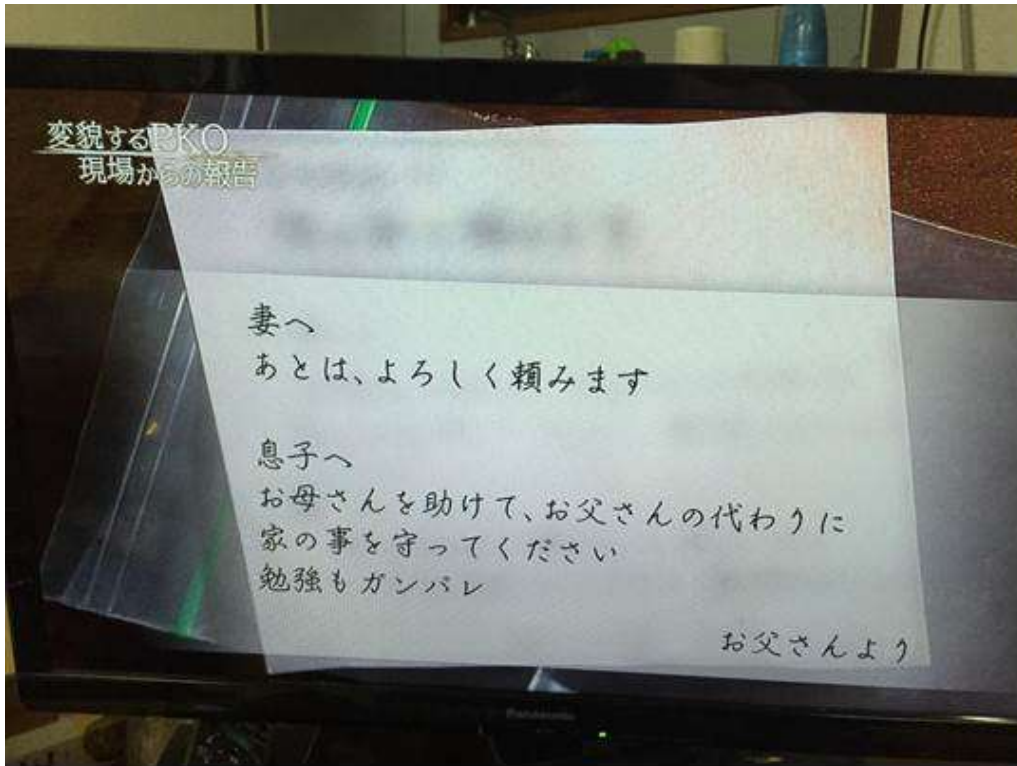 変貌するPKO
現場からの報告
妻へ
あとは、よろしく頼みます
息子へ
お母さんを助けて、お父さんの代わりに
家の事を守ってください
勉強もガンバレ
お父さんより
Panasonic